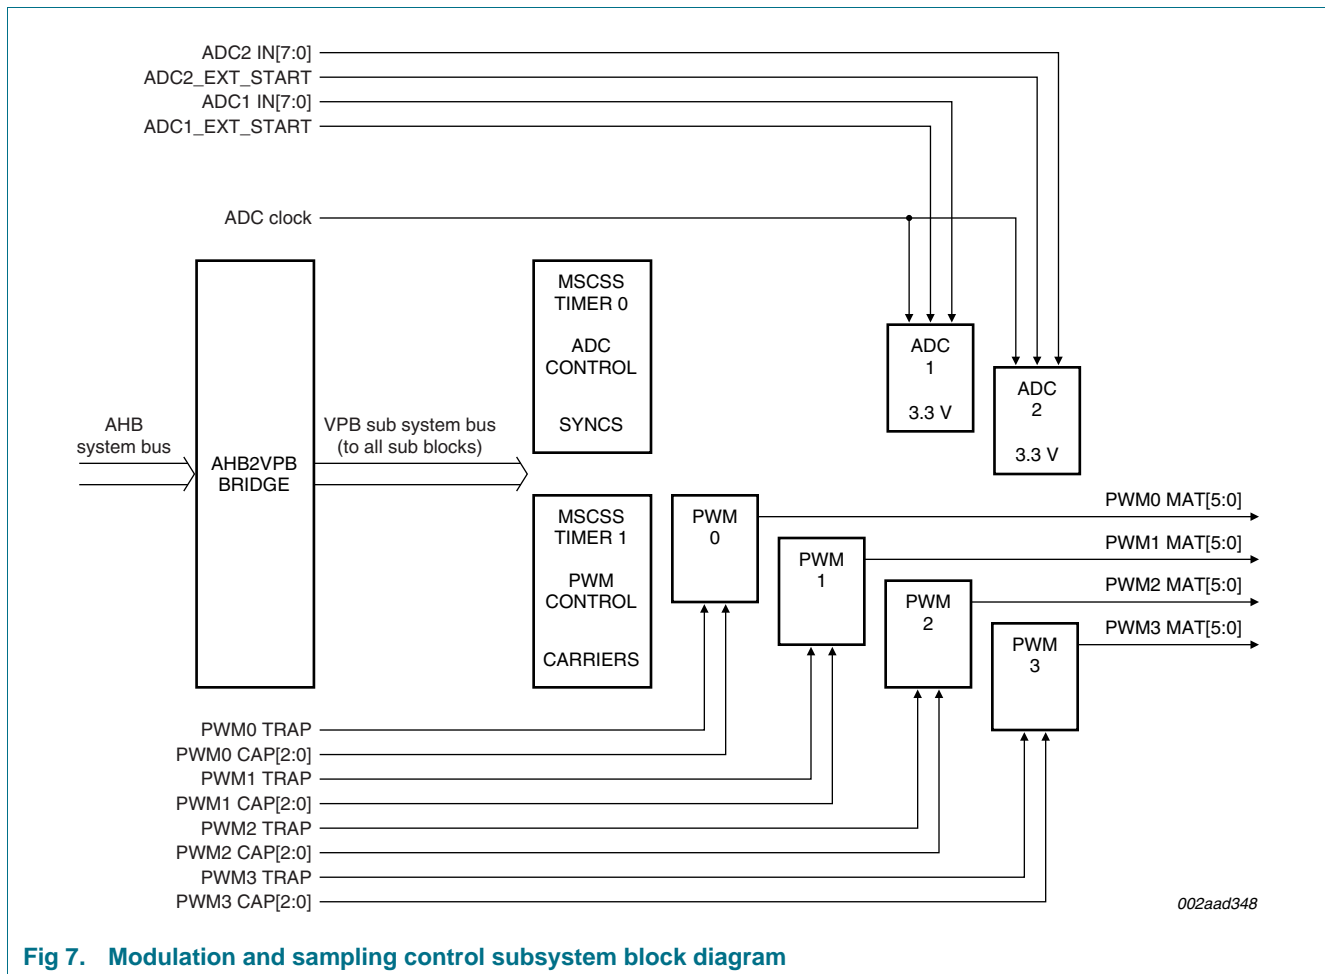 ADC2 IN[7:0]
ADC2_EXT_START
ADC1 IN[7:0]
ADC1_EXT_START
ADC clock
MSCSS
TIMER 0
ADC
CONTROL
SYNCS
ADC
1
3.3 V
ADC
2
3.3 V
AHB
system bus
AHB2VPB
BRIDGE
VPB sub system bus
(to all sub blocks)
MSCSS
TIMER 1
PWM
CONTROL
CARRIERS
PWM
0
PWM
1
PWM
2
PWM
3
PWM0 MAT[5:0]
PWM1 MAT[5:0]
PWM2 MAT[5:0]
PWM3 MAT[5:0]
PWM0 TRAP
PWM0 CAP[2:0]
PWM1 TRAP
PWM1 CAP[2:0]
PWM2 TRAP
PWM2 CAP[2:0]
PWM3 TRAP
PWM3 CAP[2:0]
002aad348
Fig 7. Modulation and sampling control subsystem block diagram